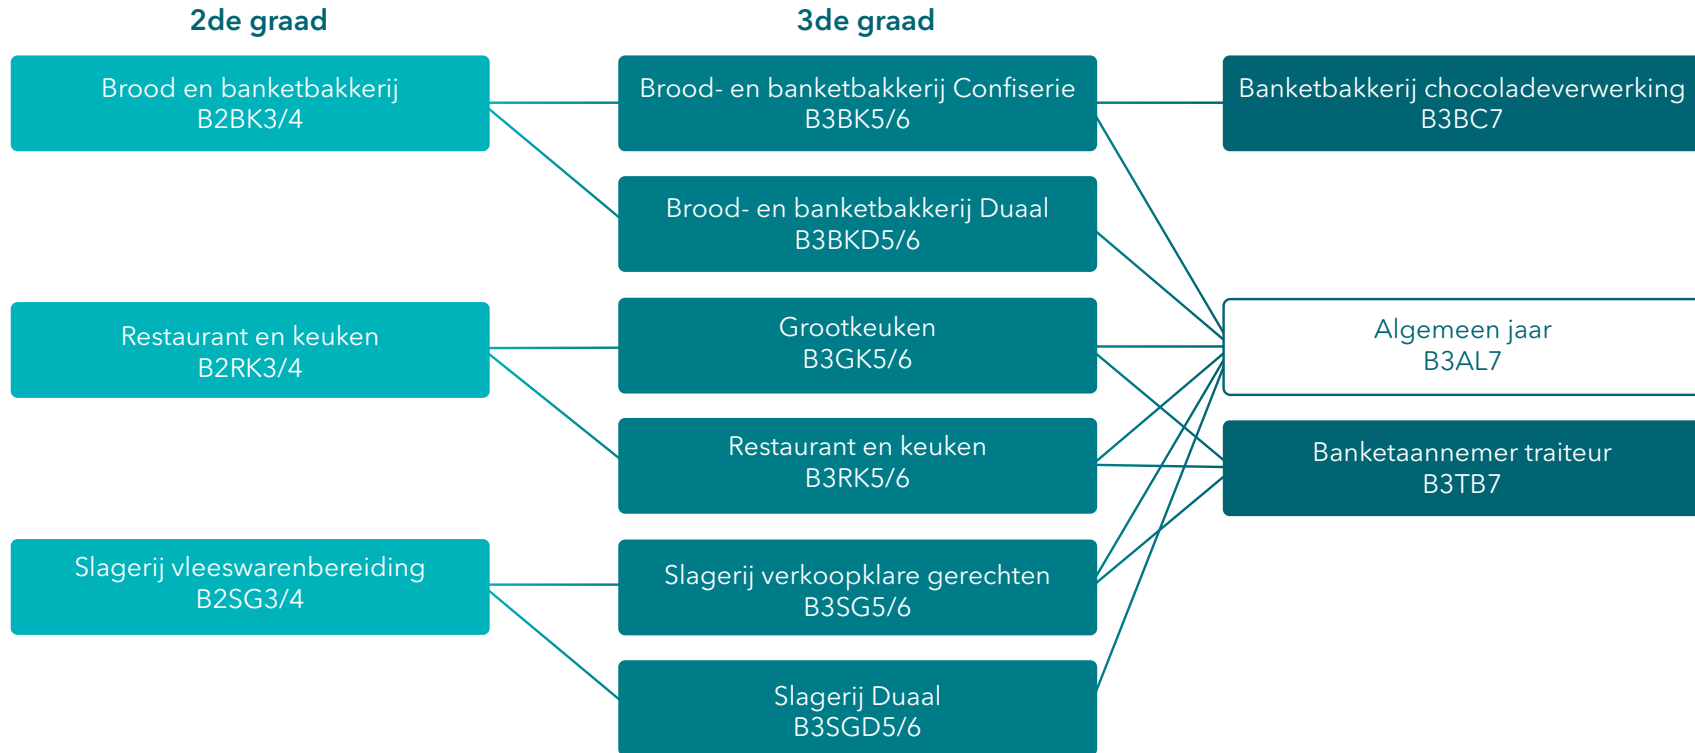 2de graad
3de graad
Brood en banketbakkerij
B2BK3/4
Brood- en banketbakkerij Confiserie
B3BK5/6
Banketbakkerij chocoladeverwerking
B3BC7
Brood- en banketbakkerij Duaal
B3BKD5/6
Restaurant en keuken
B2RK3/4
Grootkeuken
B3GK5/6
Algemeen jaar
B3AL7
Restaurant en keuken
B3RK5/6
Banketaannemer traiteur
B3TB7
Slagerij vleeswarenbereiding
B2SG3/4
Slagerij verkoopklare gerechten
B3SG5/6
Slagerij Duaal
B3SGD5/6